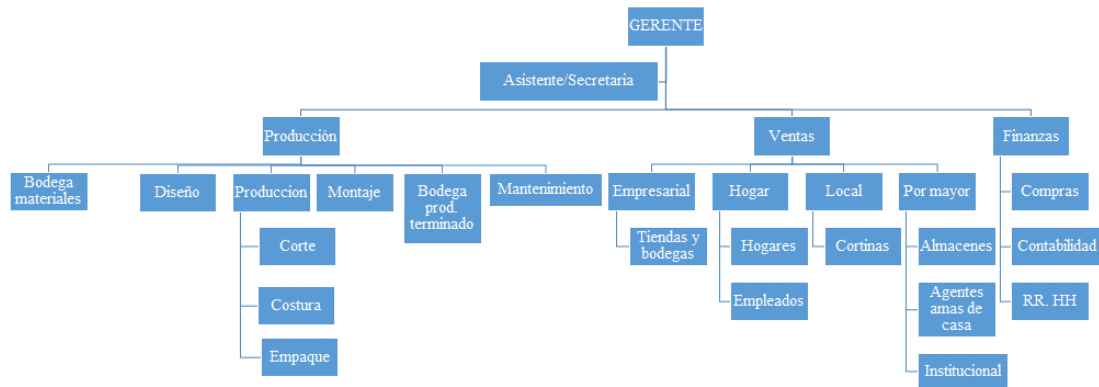 GERENTE
Asistente/Secretaria
Producción
Ventas
Finanzas
Bodega
materiales
Diseño
Produccion
Montaje
Bodega
prod.
terminado
Mantenimiento
Empresarial
Hogar
Local
Por mayor
Compras
Corte
Tiendas y
bodegas
Hogares
Cortinas
Almacenes
Contabilidad
Costura
Empleados
Agentes
amas de
casa
RR. HH
Empaque
Institucional